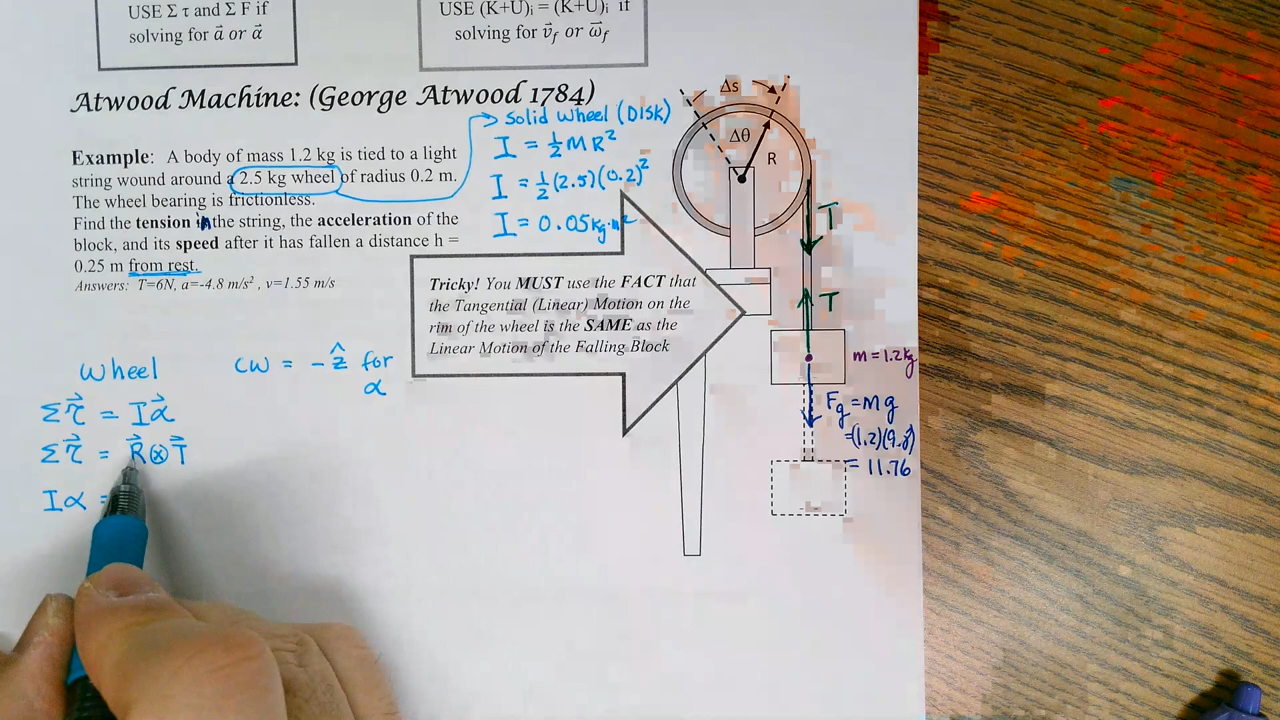 USE Σ τ and Σ F if
solving for a⃗ or α⃗
USE (K+U)ᵢ = (K+U)ᵢ if
solving for v⃗f or ω⃗f
Atwood Machine: (George Atwood 1784)
Example: A body of mass 1.2 kg is tied to a light
string wound around a 2.5 kg wheel of radius 0.2 m.
The wheel bearing is frictionless.
Find the tension in the string, the acceleration of the
block, and its speed after it has fallen a distance h =
0.25 m from rest.
Answers: T=6N, a=-4.8 m/s², v=1.55 m/s
Solid Wheel (DISK)
I = ½MR²
I = ½(2.5)(0.2)²
I = 0.05kg·m²
Tricky! You MUST use the FACT that
the Tangential (Linear) Motion on the
rim of the wheel is the SAME as the
Linear Motion of the Falling Block
Δs
Δθ
R
T
T
m = 1.2kg
Fg = mg
=(1.2)(9.8)
= 11.76
Wheel
Στ⃗ = Iα⃗
Στ⃗ = R⃗⊗T⃗
Iα =
CW = -ẑ for
α